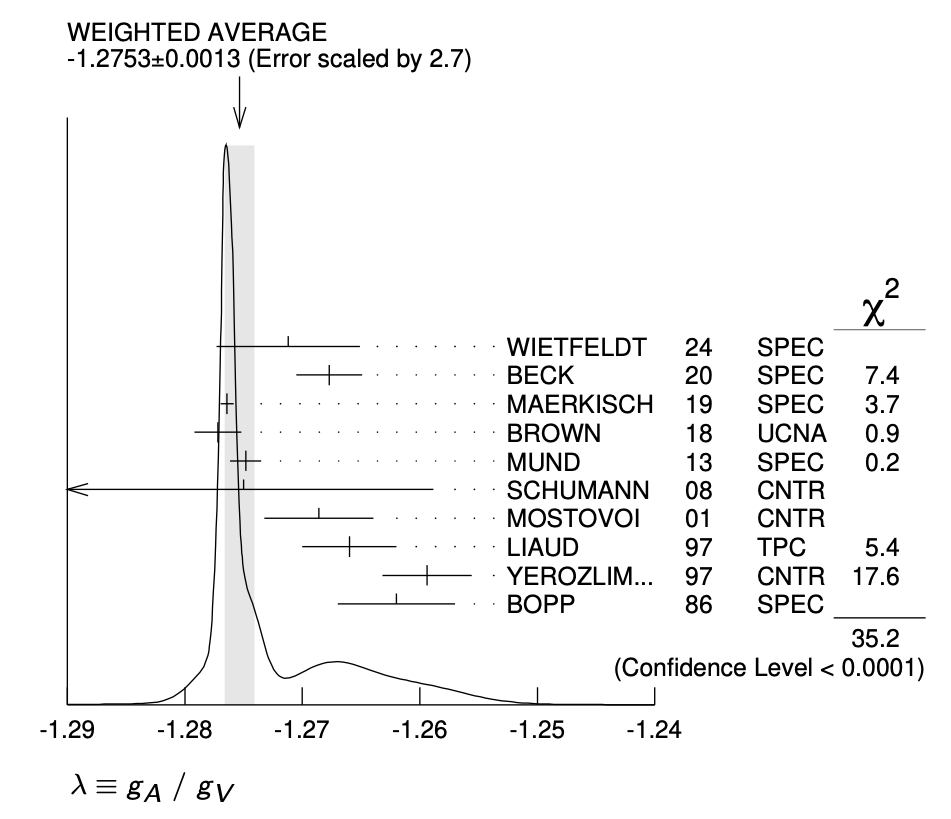 WEIGHTED AVERAGE
-1.2753±0.0013 (Error scaled by 2.7)
χ2
WIETFELDT 24 SPEC
BECK 20 SPEC 7.4
MAERKISCH 19 SPEC 3.7
BROWN 18 UCNA 0.9
MUND 13 SPEC 0.2
SCHUMANN 08 CNTR
MOSTOVOI 01 CNTR
LIAUD 97 TPC 5.4
YEROZLIM... 97 CNTR 17.6
BOPP 86 SPEC
35.2
(Confidence Level < 0.0001)
-1.29 -1.28 -1.27 -1.26 -1.25 -1.24
λ ≡ gA / gV